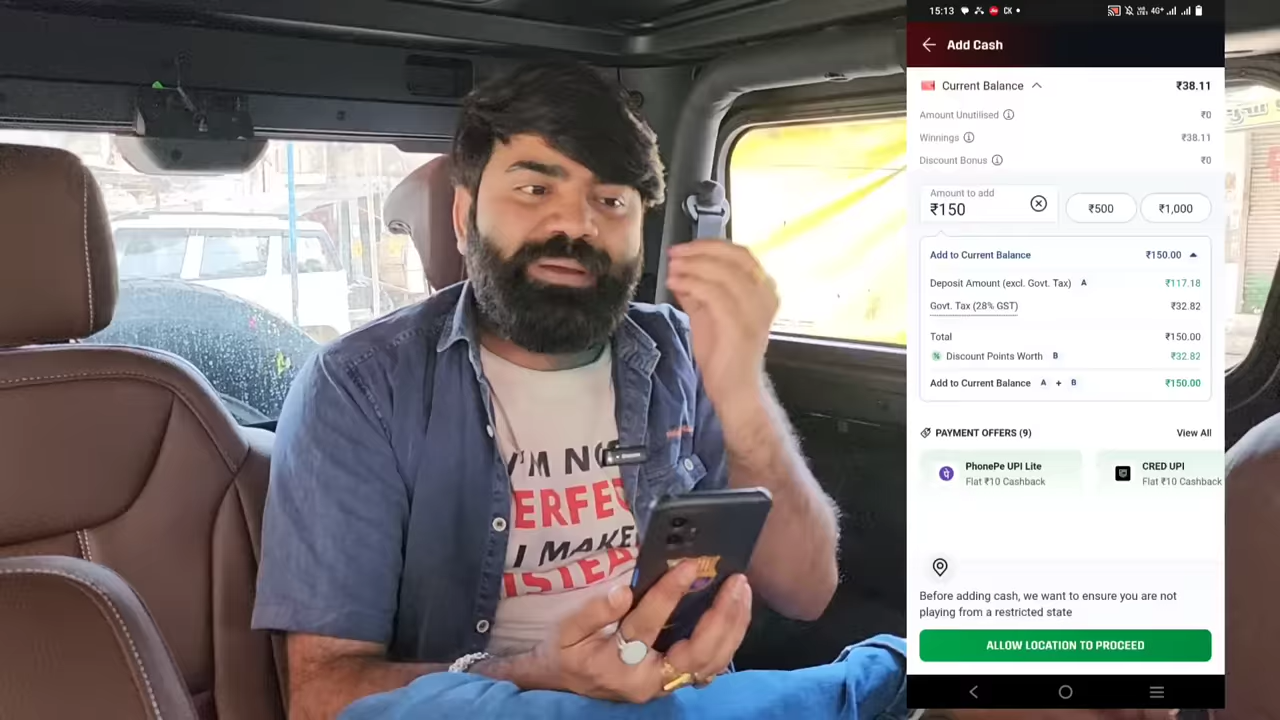 I'M NO
ERFEC
I MAKE
ISTEA
15:13
4G+
Add Cash
Current Balance
₹38.11
Amount Unutilised
₹0
Winnings
₹38.11
Discount Bonus
₹0
Amount to add
₹150
₹500
₹1,000
Add to Current Balance
₹150.00
Deposit Amount (excl. Govt. Tax) A
₹117.18
Govt. Tax (28% GST)
₹32.82
Total
₹150.00
% Discount Points Worth B
₹32.82
Add to Current Balance A + B
₹150.00
PAYMENT OFFERS (9)
View All
PhonePe UPI Lite
Flat ₹10 Cashback
CRED UPI
Flat ₹10 Cashback
Before adding cash, we want to ensure you are not
playing from a restricted state
ALLOW LOCATION TO PROCEED